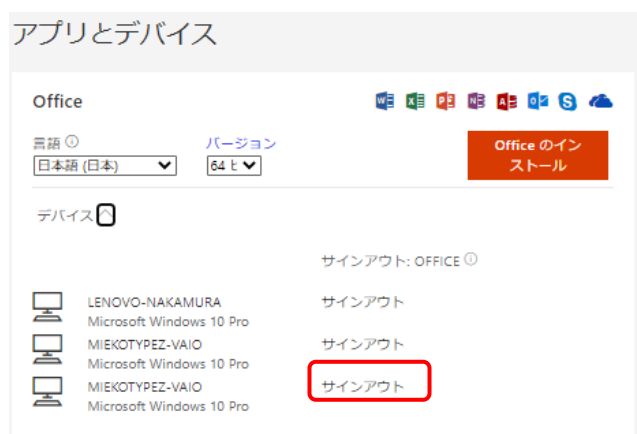 アプリとデバイス
Office
言語
バージョン
日本語 (日本)
64 ビ
Office のイン
ストール
デバイス
サインアウト: OFFICE
LENOVO-NAKAMURA
サインアウト
Microsoft Windows 10 Pro
MIEKOTYPEZ-VAIO
サインアウト
Microsoft Windows 10 Pro
MIEKOTYPEZ-VAIO
サインアウト
Microsoft Windows 10 Pro